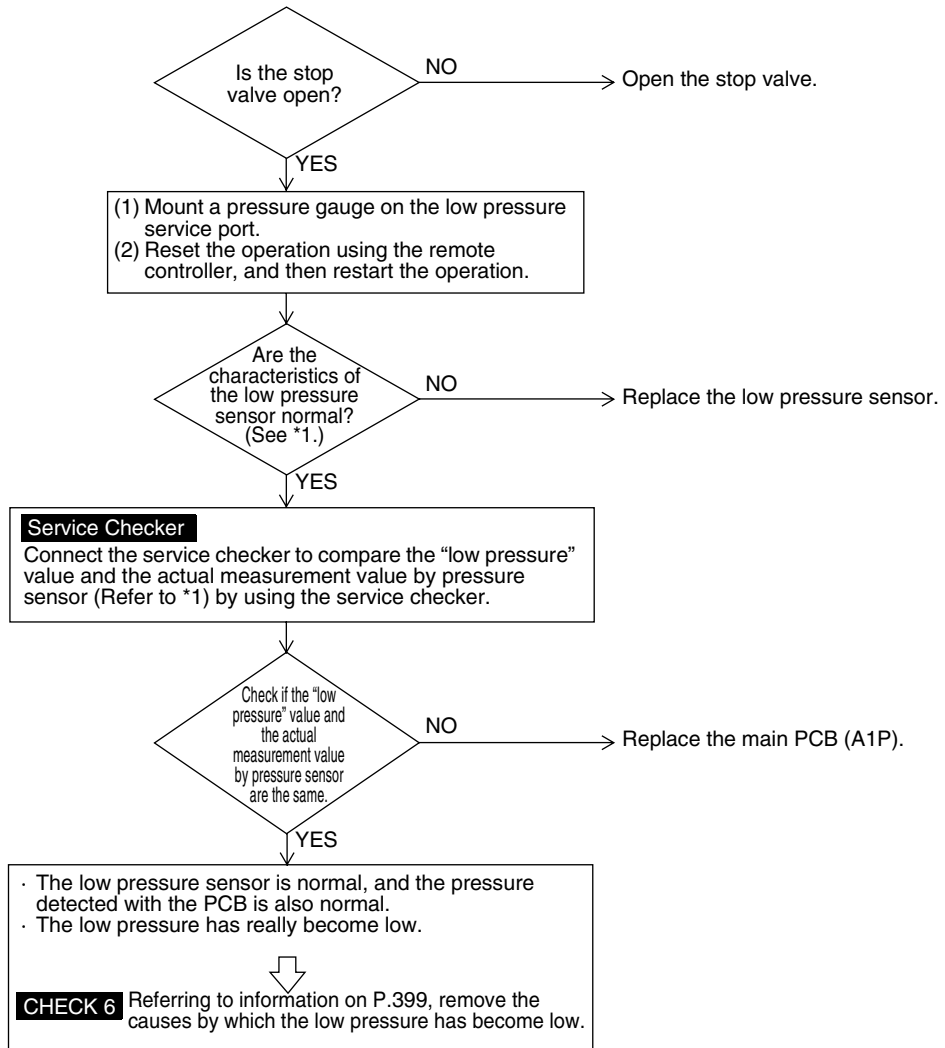 Is the stop
valve open?
NO
Open the stop valve.
YES
(1) Mount a pressure gauge on the low pressure
service port.
(2) Reset the operation using the remote
controller, and then restart the operation.
Are the
characteristics of
the low pressure
sensor normal?
(See *1.)
NO
Replace the low pressure sensor.
YES
Service Checker
Connect the service checker to compare the “low pressure”
value and the actual measurement value by pressure
sensor (Refer to *1) by using the service checker.
Check if the “low
pressure” value and
the actual
measurement value
by pressure sensor
are the same.
NO
Replace the main PCB (A1P).
YES
· The low pressure sensor is normal, and the pressure
detected with the PCB is also normal.
· The low pressure has really become low.
CHECK 6 Referring to information on P.399, remove the
causes by which the low pressure has become low.